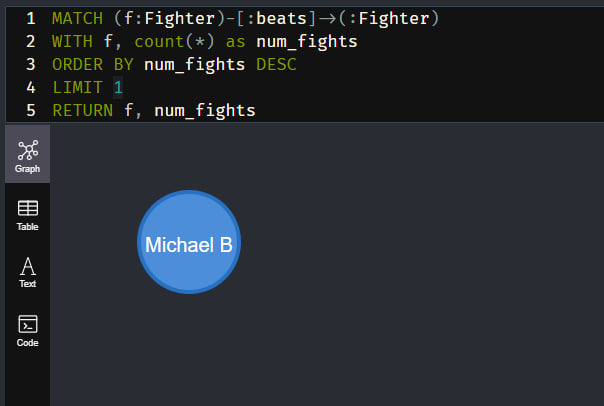 1 MATCH (f:Fighter)-[:beats]->(:Fighter)
2 WITH f, count(*) as num_fights
3 ORDER BY num_fights DESC
4 LIMIT 1
5 RETURN f, num_fights
Graph
Table
A
Text
Code
Michael B